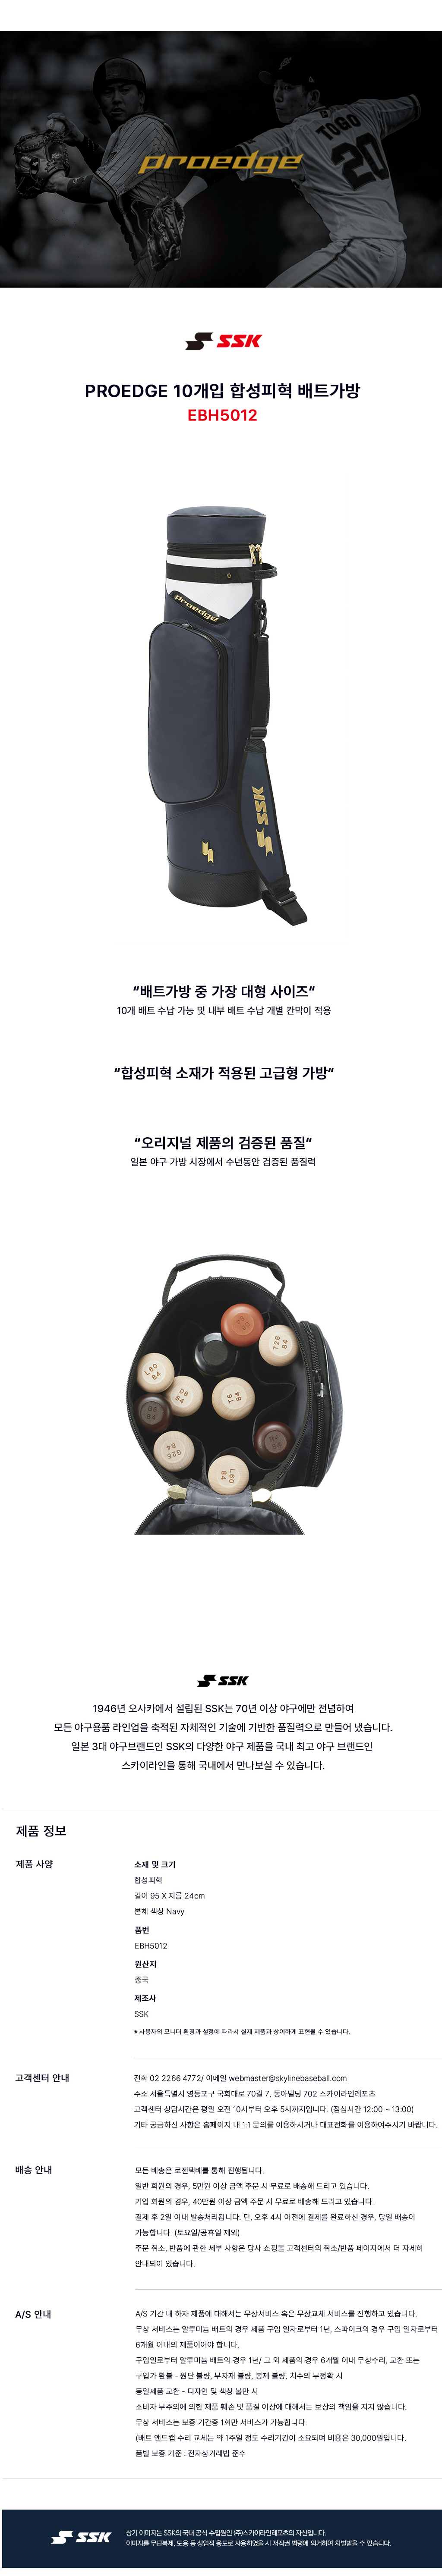 TOGO
20
proedge
SSK
PROEDGE 10개입 합성피혁 배트가방
EBH5012
proedge
SSK
“배트가방 중 가장 대형 사이즈“
10개 배트 수납 가능 및 내부 배트 수납 개별 칸막이 적용
“합성피혁 소재가 적용된 고급형 가방“
“오리지널 제품의 검증된 품질“
일본 야구 가방 시장에서 수년동안 검증된 품질력
T26
B4
L60
B4
DB
B4
T6
B4
G25
B4
L60
B4
SSK
1946년 오사카에서 설립된 SSK는 70년 이상 야구에만 전념하여
모든 야구용품 라인업을 축적된 자체적인 기술에 기반한 품질력으로 만들어 냈습니다.
일본 3대 야구브랜드인 SSK의 다양한 야구 제품을 국내 최고 야구 브랜드인
스카이라인을 통해 국내에서 만나보실 수 있습니다.
제품 정보
제품 사양
소재 및 크기
합성피혁
길이 95 X 지름 24cm
본체 색상 Navy
품번
EBH5012
원산지
중국
제조사
SSK
※ 사용자의 모니터 환경과 설정에 따라서 실제 제품과 상이하게 표현될 수 있습니다.
고객센터 안내
전화 02 2266 4772/ 이메일 webmaster@skylinebaseball.com
주소 서울특별시 영등포구 국회대로 70길 7, 동아빌딩 702 스카이라인레포츠
고객센터 상담시간은 평일 오전 10시부터 오후 5시까지입니다. (점심시간 12:00 ~ 13:00)
기타 궁금하신 사항은 홈페이지 내 1:1 문의를 이용하시거나 대표전화를 이용하여주시기 바랍니다.
배송 안내
모든 배송은 로젠택배를 통해 진행됩니다.
일반 회원의 경우, 5만원 이상 금액 주문 시 무료로 배송해 드리고 있습니다.
기업 회원의 경우, 40만원 이상 금액 주문 시 무료로 배송해 드리고 있습니다.
결제 후 2일 이내 발송처리됩니다. 단, 오후 4시 이전에 결제를 완료하신 경우, 당일 배송이
가능합니다. (토요일/공휴일 제외)
주문 취소, 반품에 관한 세부 사항은 당사 쇼핑몰 고객센터의 취소/반품 페이지에서 더 자세히
안내되어 있습니다.
A/S 안내
A/S 기간 내 하자 제품에 대해서는 무상서비스 혹은 무상교체 서비스를 진행하고 있습니다.
무상 서비스는 알루미늄 배트의 경우 제품 구입 일자로부터 1년, 스파이크의 경우 구입 일자로부터
6개월 이내의 제품이어야 합니다.
구입일로부터 알루미늄 배트의 경우 1년/ 그 외 제품의 경우 6개월 이내 무상수리, 교환 또는
구입가 환불 - 원단 불량, 부자재 불량, 봉제 불량, 치수의 부정확 시
동일제품 교환 - 디자인 및 색상 불만 시
소비자 부주의에 의한 제품 훼손 및 품질 이상에 대해서는 보상의 책임을 지지 않습니다.
무상 서비스는 보증 기간중 1회만 서비스가 가능합니다.
(배트 앤드캡 수리 교체는 약 1주일 정도 수리기간이 소요되며 비용은 30,000원입니다.
품빌 보증 기준 : 전자상거래법 준수
SSK
상기 이미지는 SSK의 국내 공식 수입원인 (주)스카이라인레포츠의 자산입니다.
이미지를 무단복제, 도용 등 상업적 용도로 사용하였을 시 저작권 법령에 의거하여 처벌받을 수 있습니다.